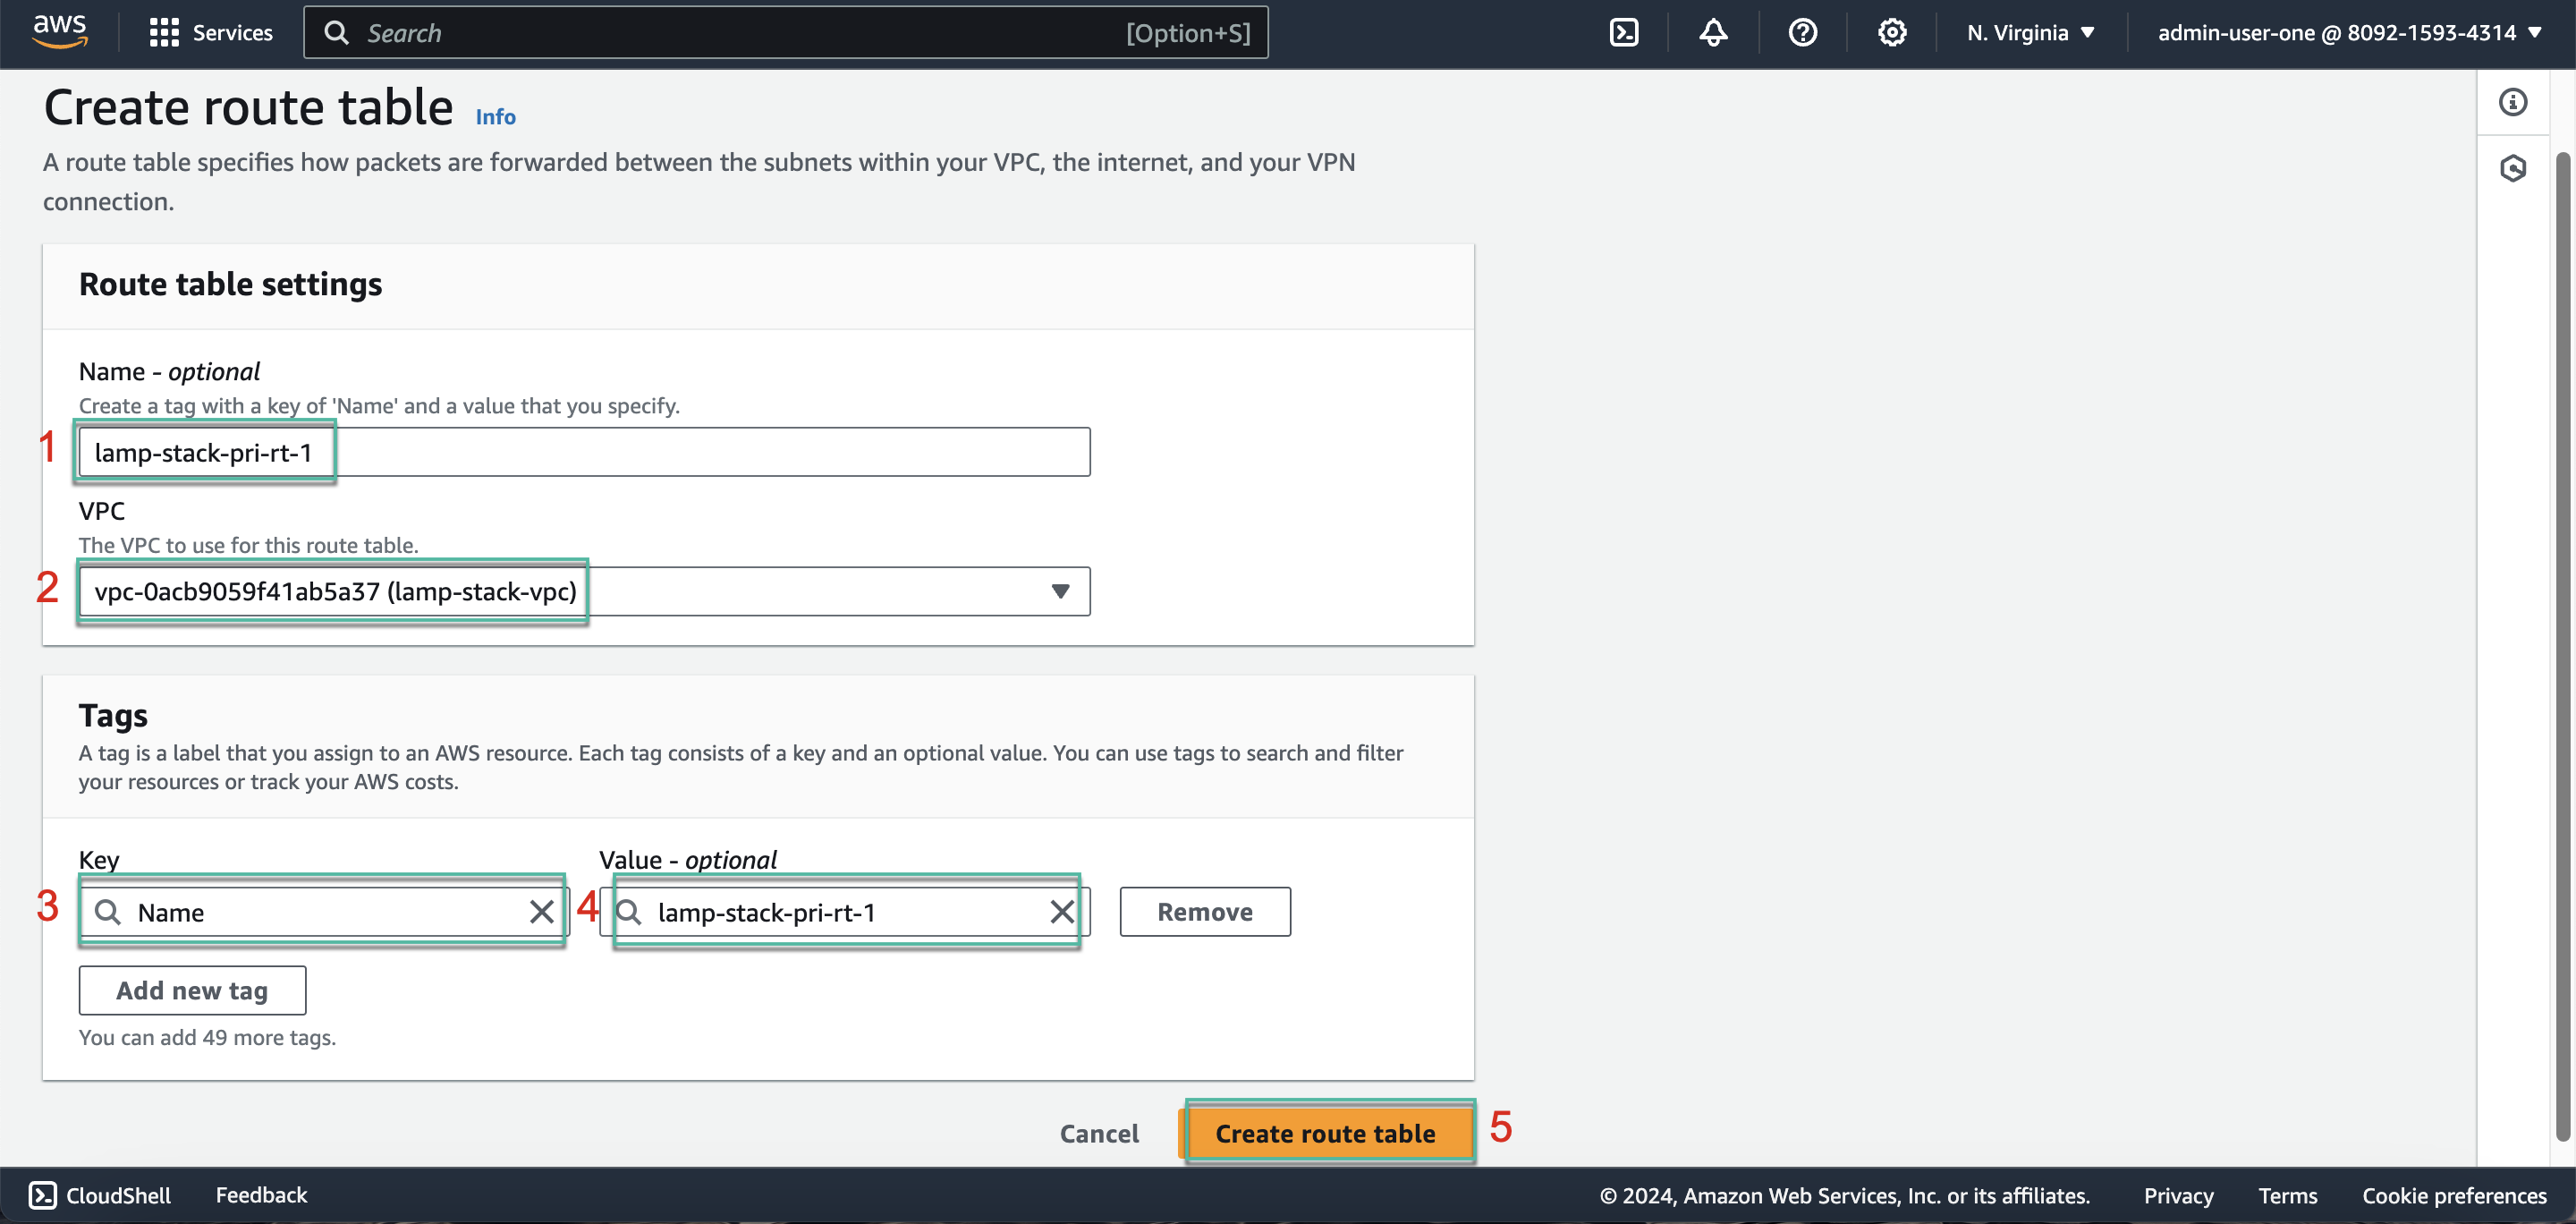 aws
Services
Search
[Option+S]
N. Virginia
admin-user-one @ 8092-1593-4314
Create route table Info
A route table specifies how packets are forwarded between the subnets within your VPC, the internet, and your VPN
connection.
Route table settings
Name - optional
Create a tag with a key of 'Name' and a value that you specify.
1 lamp-stack-pri-rt-1
VPC
The VPC to use for this route table.
2 vpc-0acb9059f41ab5a37 (lamp-stack-vpc)
Tags
A tag is a label that you assign to an AWS resource. Each tag consists of a key and an optional value. You can use tags to search and filter
your resources or track your AWS costs.
Key
Value - optional
3 Name
4 lamp-stack-pri-rt-1
Remove
Add new tag
You can add 49 more tags.
Cancel
Create route table 5
CloudShell
Feedback
© 2024, Amazon Web Services, Inc. or its affiliates.
Privacy
Terms
Cookie preferences